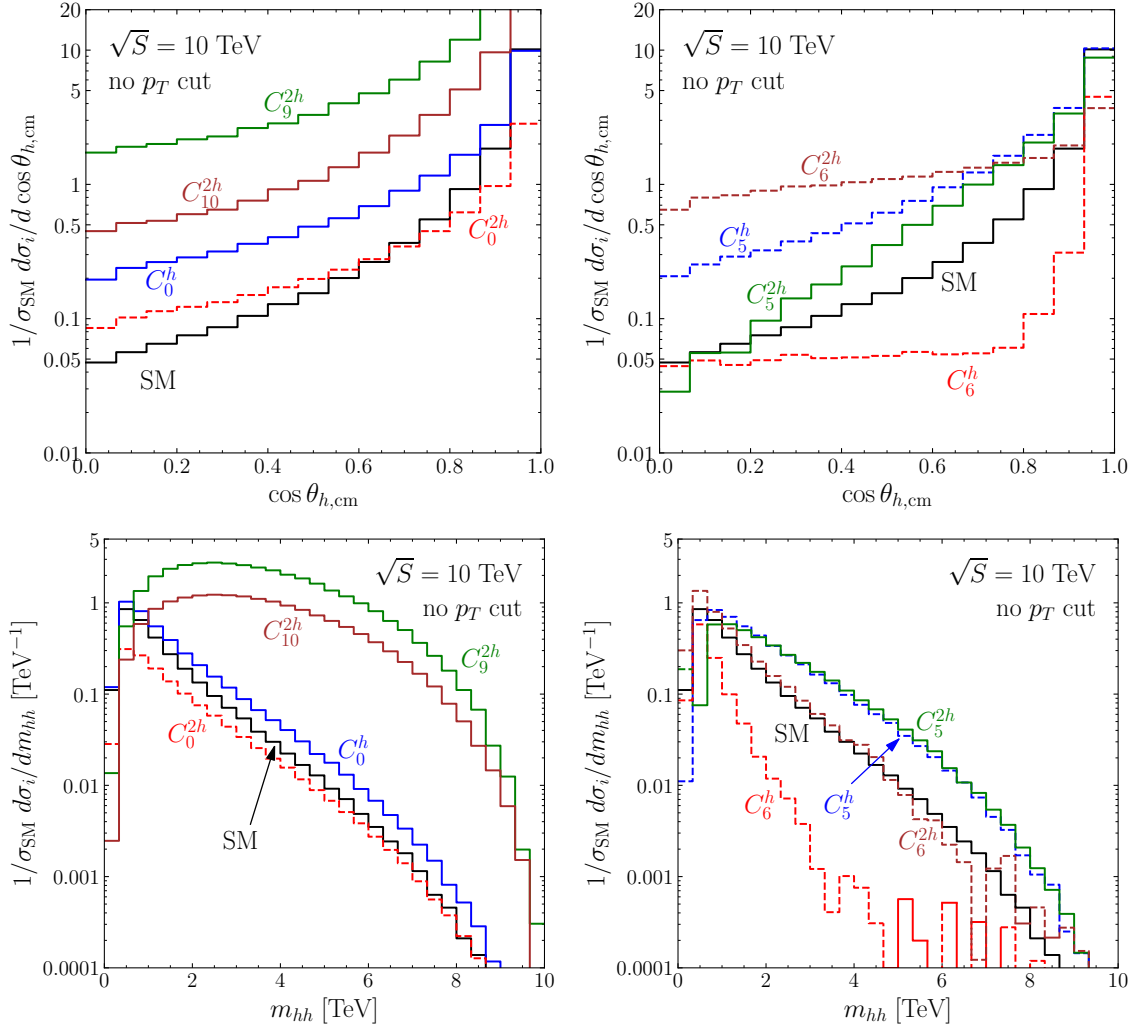 20
10
5
1
0.5
0.1
0.05
0.01
√S = 10 TeV
no p_T cut
C_9^{2h}
C_{10}^{2h}
C_0^h
C_0^{2h}
SM
1/σ_SM dσ_i/d cos θ_{h,cm}
0.0 0.2 0.4 0.6 0.8 1.0
cos θ_{h,cm}
20
10
5
1
0.5
0.1
0.05
0.01
√S = 10 TeV
no p_T cut
C_6^{2h}
C_5^h
C_5^{2h}
SM
C_6^h
1/σ_SM dσ_i/d cos θ_{h,cm}
0.0 0.2 0.4 0.6 0.8 1.0
cos θ_{h,cm}
5
1
0.1
0.01
0.001
0.0001
√S = 10 TeV
no p_T cut
C_{10}^{2h}
C_9^{2h}
C_0^{2h}
C_0^h
SM
1/σ_SM dσ_i/dm_{hh} [TeV⁻¹]
0 2 4 6 8 10
m_{hh} [TeV]
5
1
0.1
0.01
0.001
0.0001
√S = 10 TeV
no p_T cut
SM
C_5^{2h}
C_6^h
C_5^h
C_6^{2h}
1/σ_SM dσ_i/dm_{hh} [TeV⁻¹]
0 2 4 6 8 10
m_{hh} [TeV]